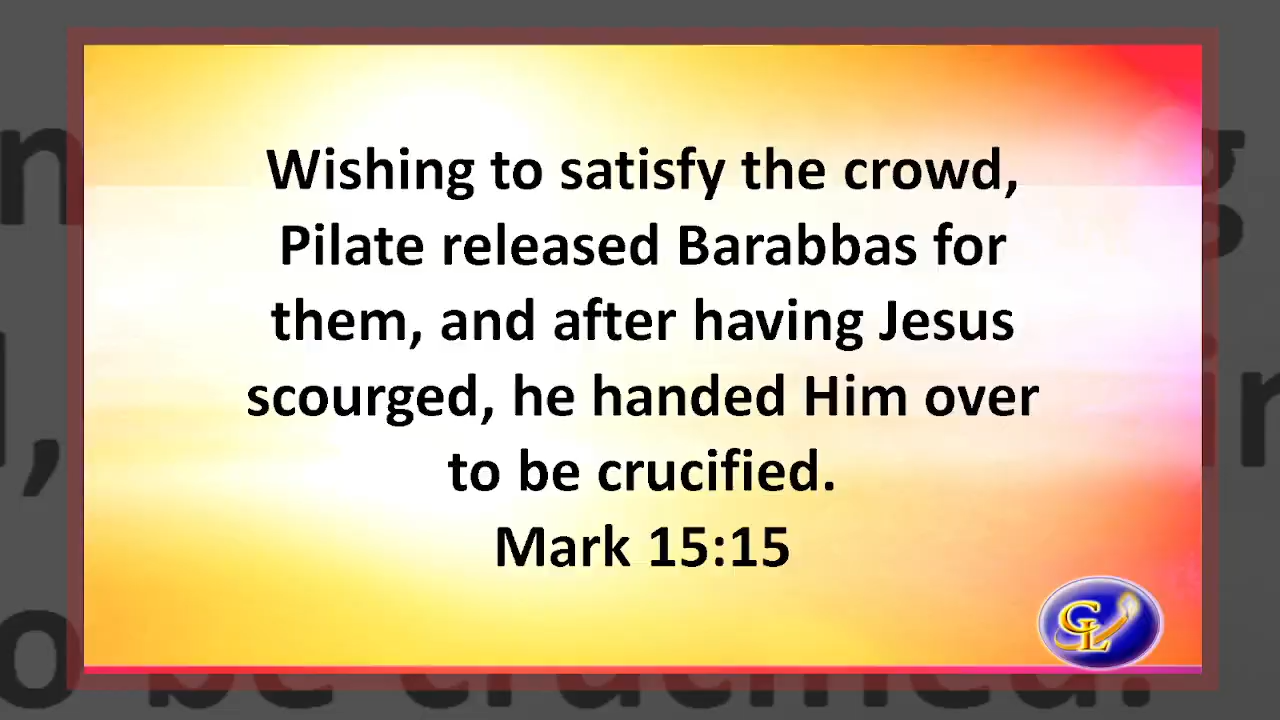 Wishing to satisfy the crowd,
Pilate released Barabbas for
them, and after having Jesus
scourged, he handed Him over
to be crucified.
Mark 15:15
GL